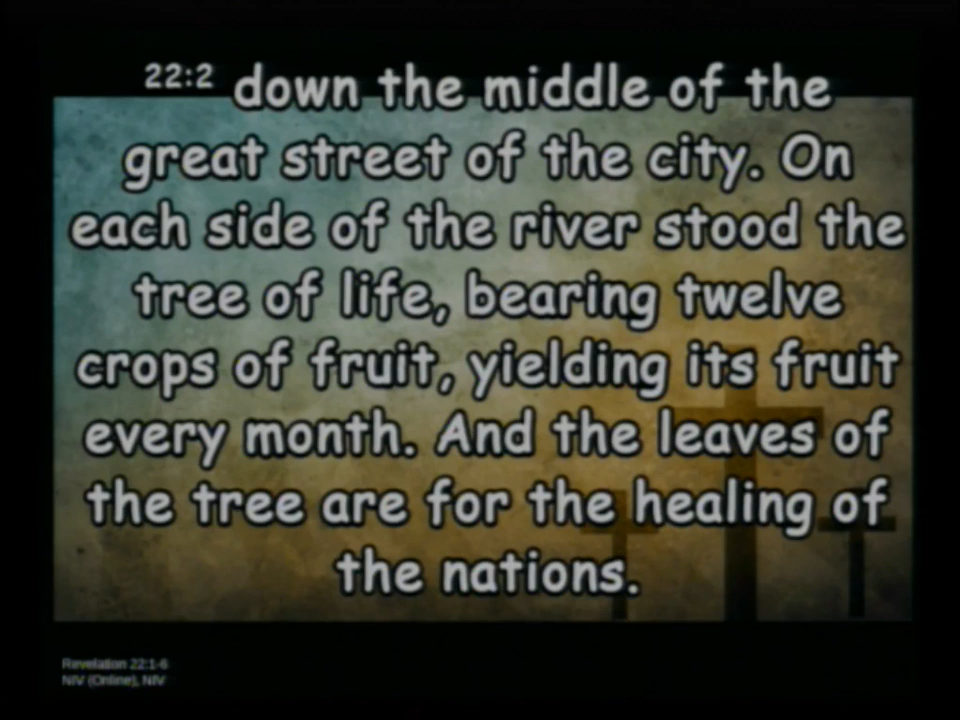 22:2 down the middle of the
great street of the city. On
each side of the river stood the
tree of life, bearing twelve
crops of fruit, yielding its fruit
every month. And the leaves of
the tree are for the healing of
the nations.
Revelation 22:1-6
NIV (Online), NIV